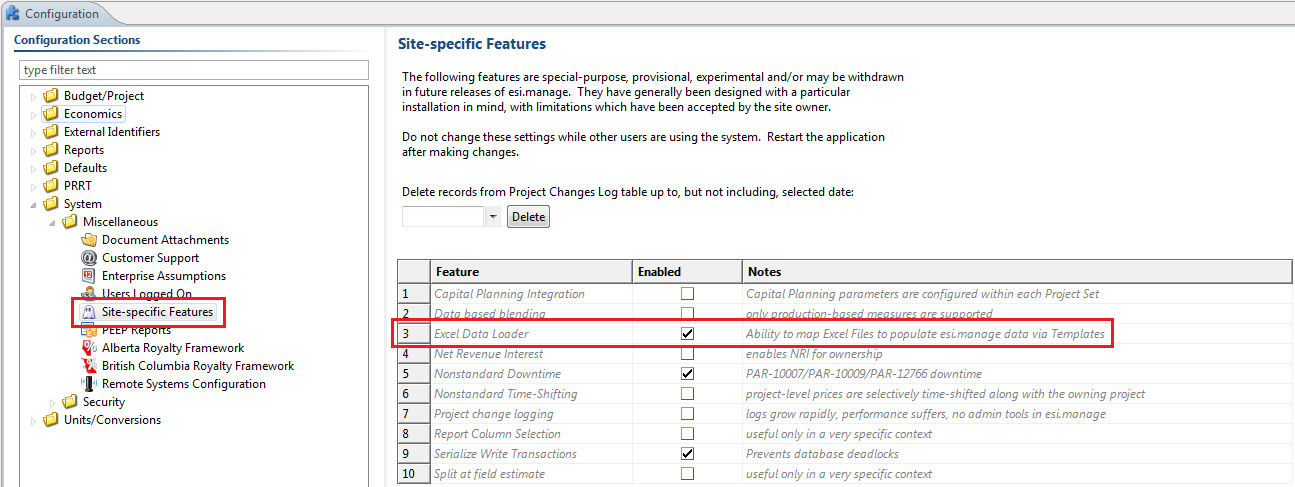 Configuration
Configuration Sections
type filter text
Budget/Project
Economics
External Identifiers
Reports
Defaults
PRRT
System
Miscellaneous
Document Attachments
Customer Support
Enterprise Assumptions
Users Logged On
Site-specific Features
PEEP Reports
Alberta Royalty Framework
British Columbia Royalty Framework
Remote Systems Configuration
Security
Units/Conversions
Site-specific Features
The following features are special-purpose, provisional, experimental and/or may be withdrawn
in future releases of esi.manage. They have generally been designed with a particular
installation in mind, with limitations which have been accepted by the site owner.
Do not change these settings while other users are using the system. Restart the application
after making changes.
Delete records from Project Changes Log table up to, but not including, selected date:
Delete
Feature Enabled Notes
1 Capital Planning Integration Capital Planning parameters are configured within each Project Set
2 Data based blending only production-based measures are supported
3 Excel Data Loader Ability to map Excel Files to populate esi.manage data via Templates
4 Net Revenue Interest enables NRI for ownership
5 Nonstandard Downtime PAR-10007/PAR-10009/PAR-12766 downtime
6 Nonstandard Time-Shifting project-level prices are selectively time-shifted along with the owning project
7 Project change logging logs grow rapidly, performance suffers, no admin tools in esi.manage
8 Report Column Selection useful only in a very specific context
9 Serialize Write Transactions Prevents database deadlocks
10 Split at field estimate useful only in a very specific context